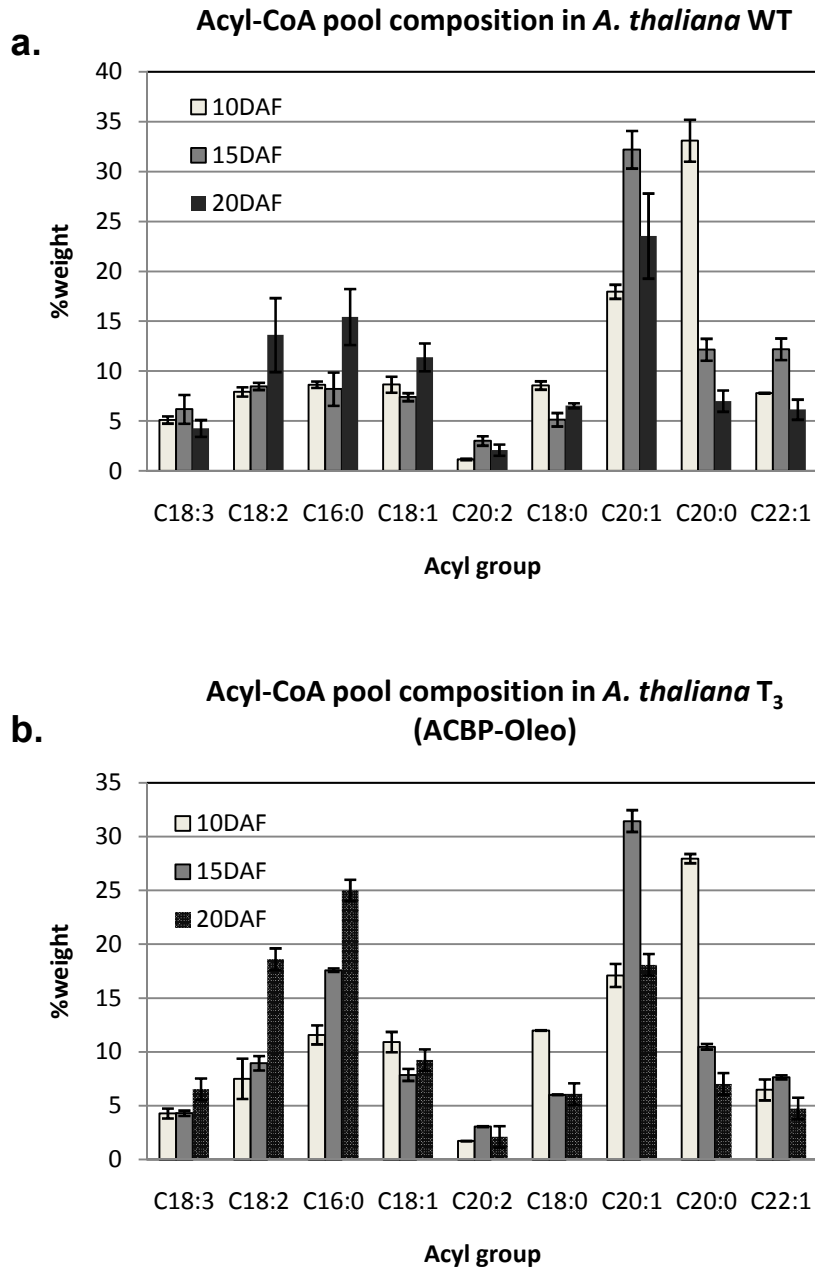 Acyl-CoA pool composition in A. thaliana WT
a.
40
35
30
25
20
15
10
5
0
%weight
10DAF
15DAF
20DAF
C18:3 C18:2 C16:0 C18:1 C20:2 C18:0 C20:1 C20:0 C22:1
Acyl group
Acyl-CoA pool composition in A. thaliana T3
(ACBP-Oleo)
b.
35
30
25
20
15
10
5
0
%weight
10DAF
15DAF
20DAF
C18:3 C18:2 C16:0 C18:1 C20:2 C18:0 C20:1 C20:0 C22:1
Acyl group